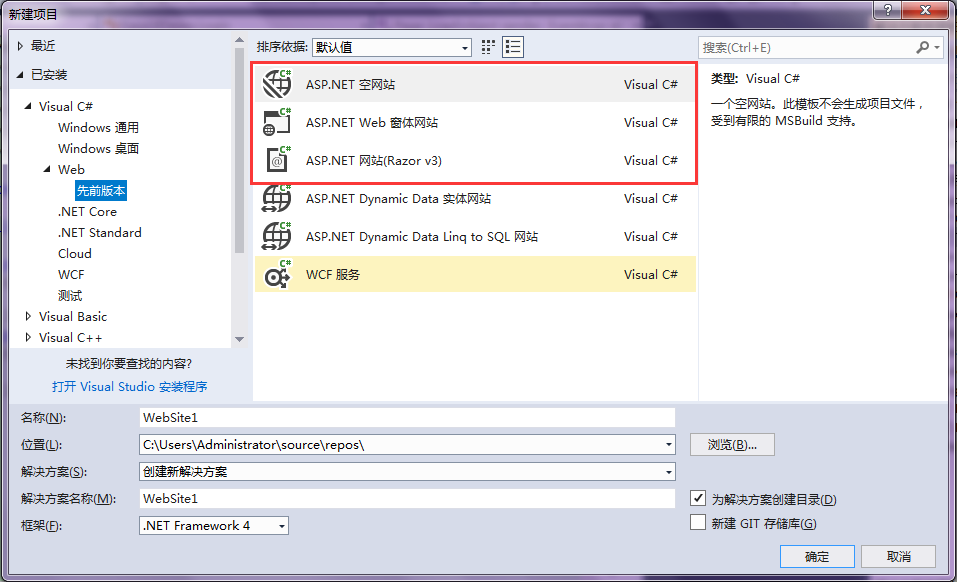 新建项目
最近
已安装
Visual C#
Windows 通用
Windows 桌面
Web
先前版本
.NET Core
.NET Standard
Cloud
WCF
测试
Visual Basic
Visual C++
未找到你要查找的内容?
打开 Visual Studio 安装程序
排序依据: 默认值
ASP.NET 空网站 Visual C#
ASP.NET Web 窗体网站 Visual C#
ASP.NET 网站(Razor v3) Visual C#
ASP.NET Dynamic Data 实体网站 Visual C#
ASP.NET Dynamic Data Linq to SQL 网站 Visual C#
WCF 服务 Visual C#
搜索(Ctrl+E)
类型: Visual C#
一个空网站。此模板不会生成项目文件，
受到有限的 MSBuild 支持。
名称(N): WebSite1
位置(L): C:\Users\Administrator\source\repos\ 浏览(B)...
解决方案(S): 创建新解决方案
解决方案名称(M): WebSite1 为解决方案创建目录(D)
框架(F): .NET Framework 4 新建 GIT 存储库(G)
确定 取消